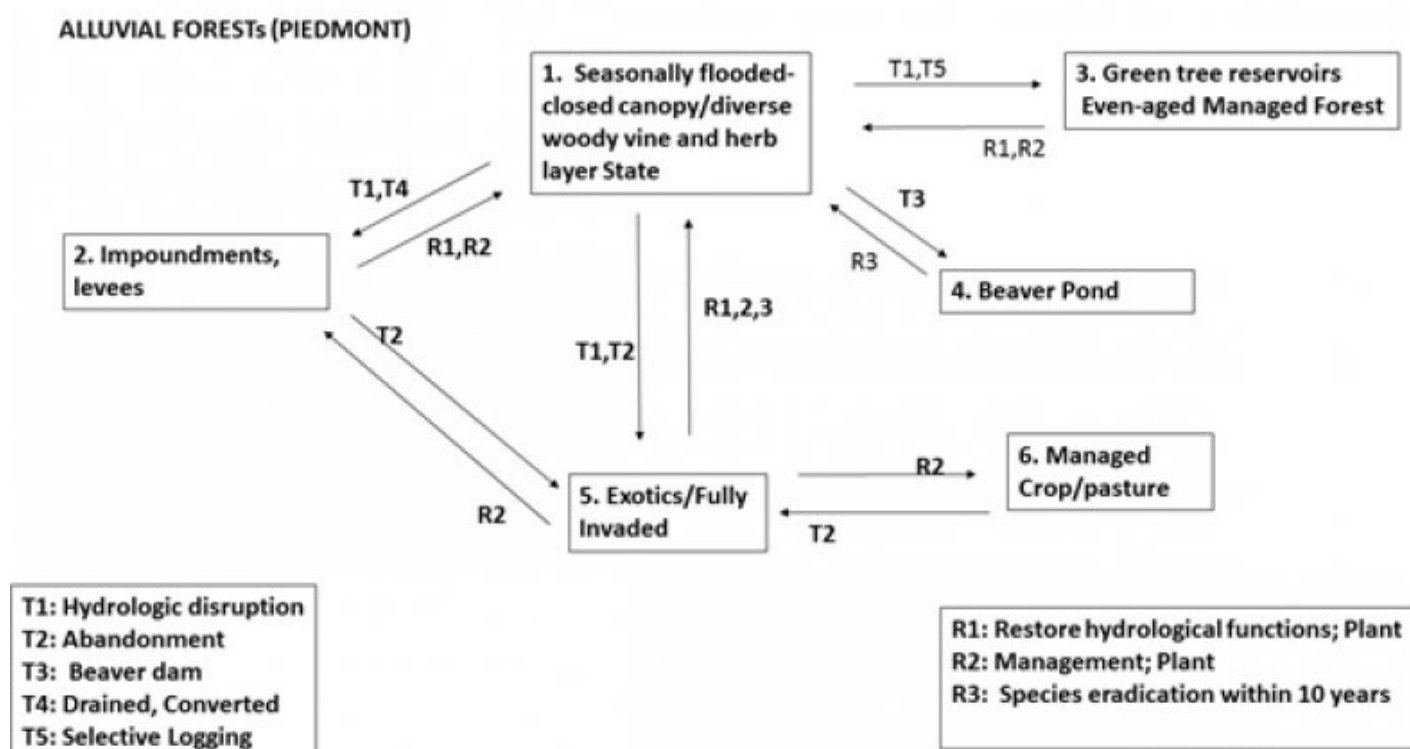 ALLUVIAL FORESTs (PIEDMONT)
1. Seasonally flooded-
closed canopy/diverse
woody vine and herb
layer State
T1,T5
3. Green tree reservoirs
Even-aged Managed Forest
R1,R2
T1,T4
T3
R1,R2
R3
2. Impoundments,
levees
4. Beaver Pond
R1,2,3
T2
T1,T2
6. Managed
Crop/pasture
R2
5. Exotics/Fully
Invaded
R2
T2
T1: Hydrologic disruption
T2: Abandonment
T3: Beaver dam
T4: Drained, Converted
T5: Selective Logging
R1: Restore hydrological functions; Plant
R2: Management; Plant
R3: Species eradication within 10 years